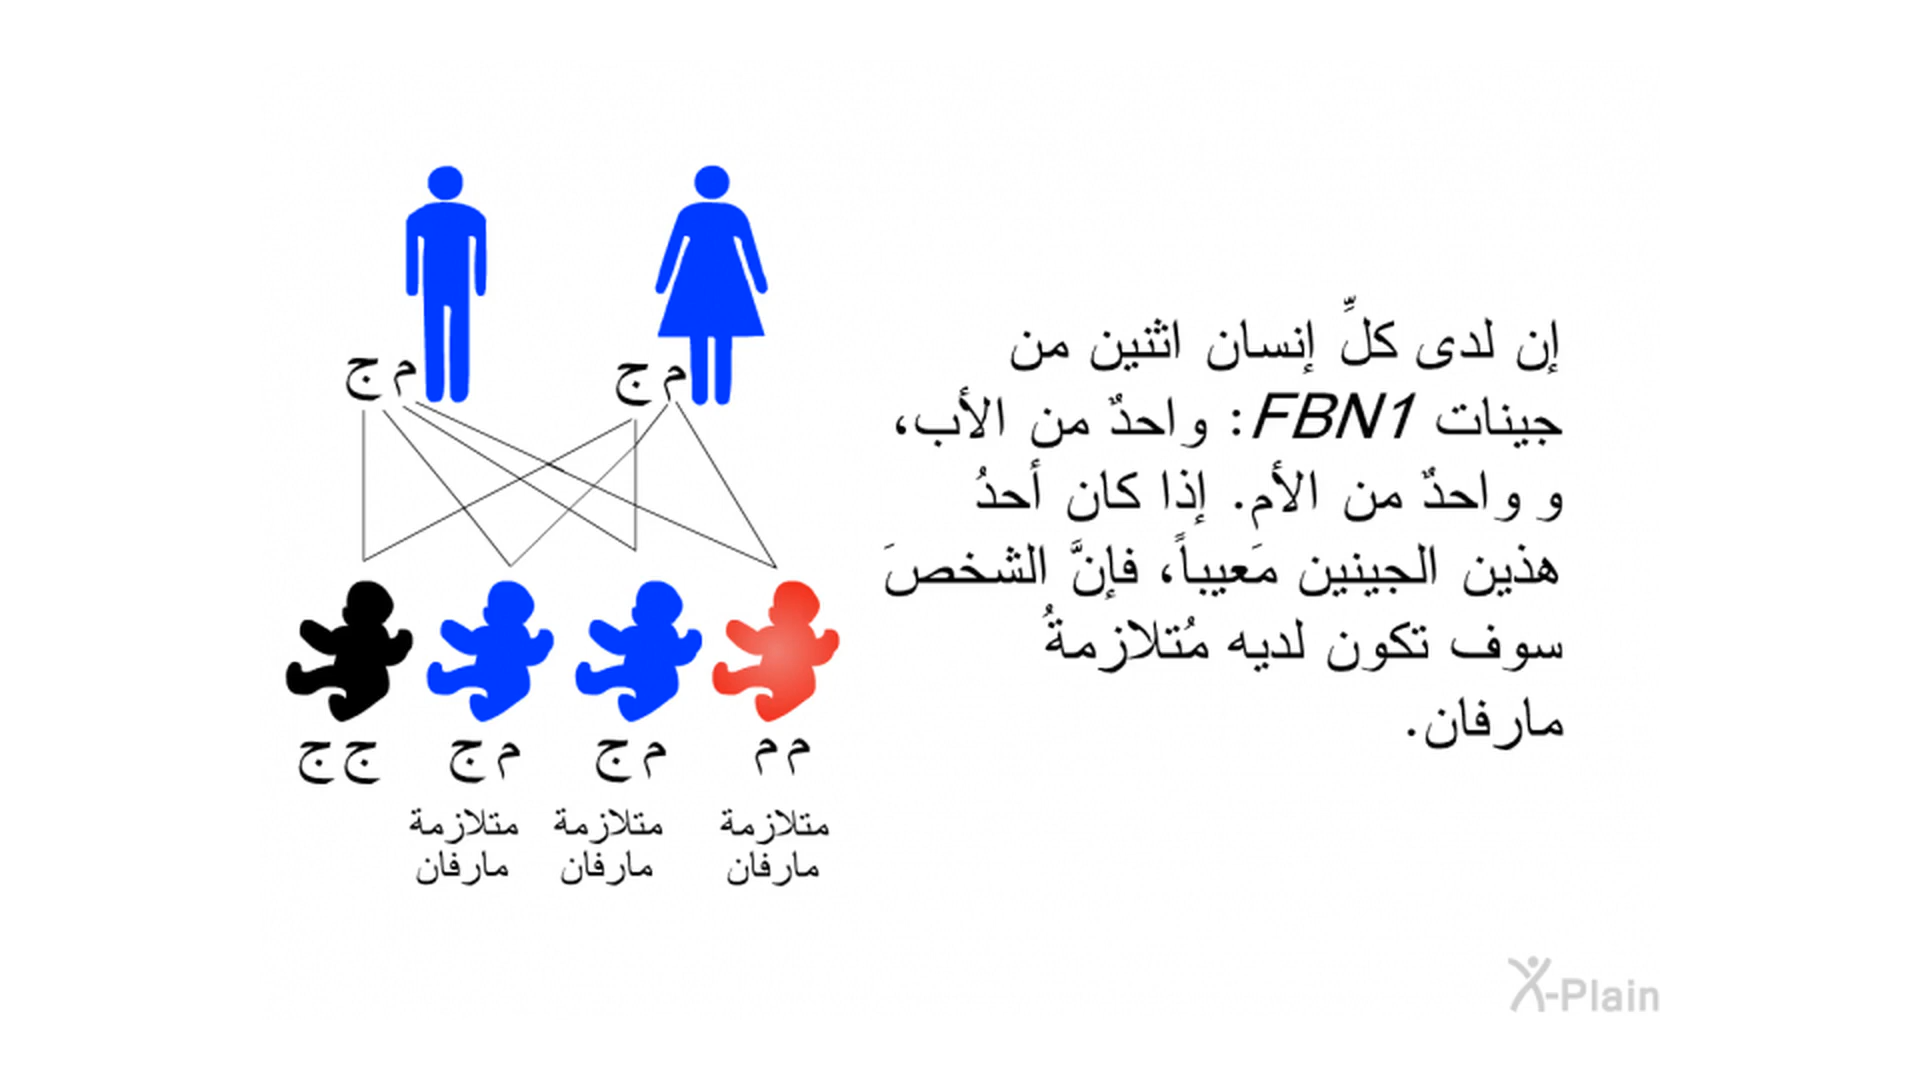 إن لدى كلِّ إنسان اثنين من
جينات FBN1: واحدٌ من الأب،
و واحدٌ من الأم. إذا كان أحدُ
هذين الجينين مَعيباً، فإنَّ الشخصَ
سوف تكون لديه مُتلازمةُ
مارفان.
م ج
م ج
م م
م ج
م ج
ج ج
متلازمة
مارفان
متلازمة
مارفان
متلازمة
مارفان
X-Plain